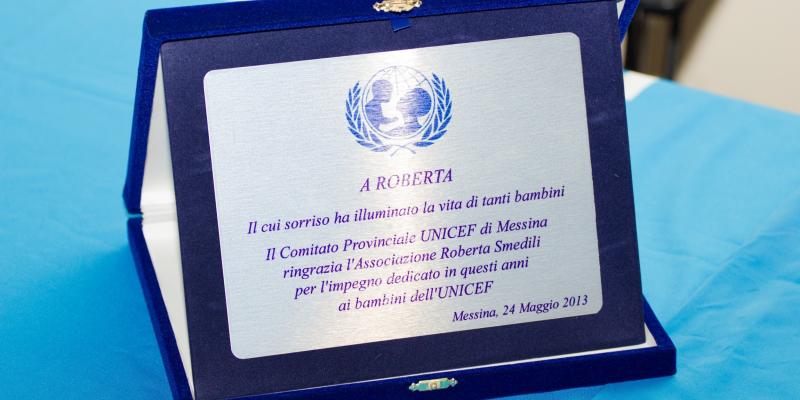 A ROBERTA
Il cui sorriso ha illuminato la vita di tanti bambini
Il Comitato Provinciale UNICEF di Messina
ringrazia l'Associazione Roberta Smedili
per l'impegno dedicato in questi anni
ai bambini dell'UNICEF
Messina, 24 Maggio 2013